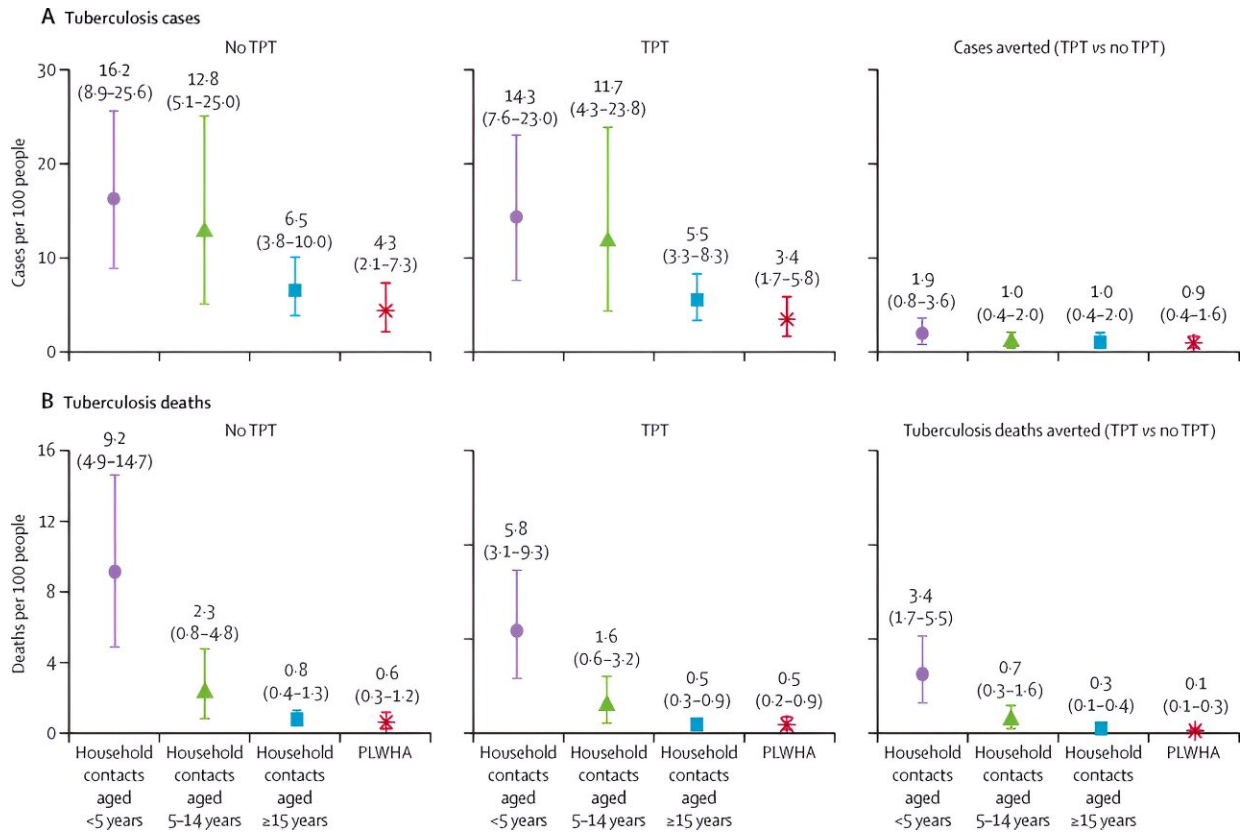 A Tuberculosis cases
No TPT
TPT
Cases averted (TPT vs no TPT)
Cases per 100 people
30
20
10
0
16·2
(8·9–25·6)
12·8
(5·1–25·0)
6·5
(3·8–10·0)
4·3
(2·1–7·3)
14·3
(7·6–23·0)
11·7
(4·3–23·8)
5·5
(3·3–8·3)
3·4
(1·7–5·8)
1·9
(0·8–3·6)
1·0
(0·4–2·0)
1·0
(0·4–2·0)
0·9
(0·4–1·6)
B Tuberculosis deaths
No TPT
TPT
Tuberculosis deaths averted (TPT vs no TPT)
Deaths per 100 people
16
12
8
4
0
9·2
(4·9–14·7)
2·3
(0·8–4·8)
0·8
(0·4–1·3)
0·6
(0·3–1·2)
5·8
(3·1–9·3)
1·6
(0·6–3·2)
0·5
(0·3–0·9)
0·5
(0·2–0·9)
3·4
(1·7–5·5)
0·7
(0·3–1·6)
0·3
(0·1–0·4)
0·1
(0·1–0·3)
Household
contacts
aged
<5 years
Household
contacts
aged
5–14 years
Household
contacts
aged
≥15 years
PLWHA
Household
contacts
aged
<5 years
Household
contacts
aged
5–14 years
Household
contacts
aged
≥15 years
PLWHA
Household
contacts
aged
<5 years
Household
contacts
aged
5–14 years
Household
contacts
aged
≥15 years
PLWHA